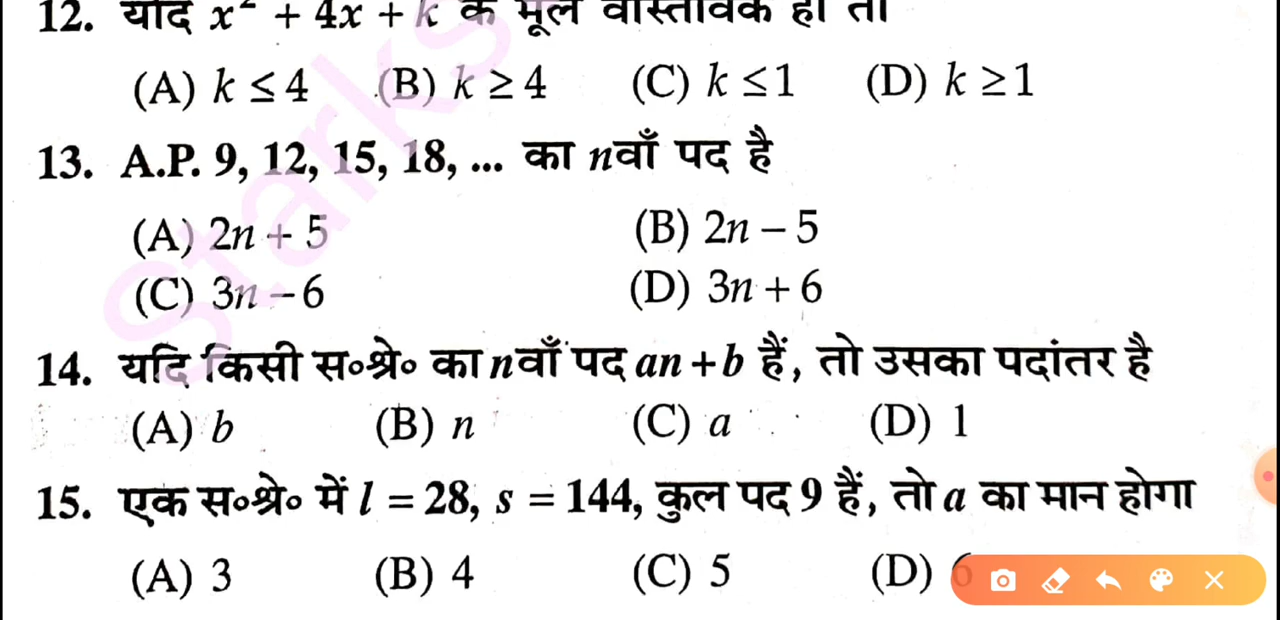 12. यदि x² + 4x + k के मूल वास्तविक हो तो
(A) k ≤ 4 (B) k ≥ 4 (C) k ≤ 1 (D) k ≥ 1
13. A.P. 9, 12, 15, 18, ... का nवाँ पद है
(A) 2n + 5 (B) 2n – 5
(C) 3n – 6 (D) 3n + 6
14. यदि किसी स०श्रे० का nवाँ पद an + b हैं, तो उसका पदांतर है
(A) b (B) n (C) a (D) 1
15. एक स०श्रे० में l = 28, s = 144, कुल पद 9 हैं, तो a का मान होगा
(A) 3 (B) 4 (C) 5 (D) 6
Starks